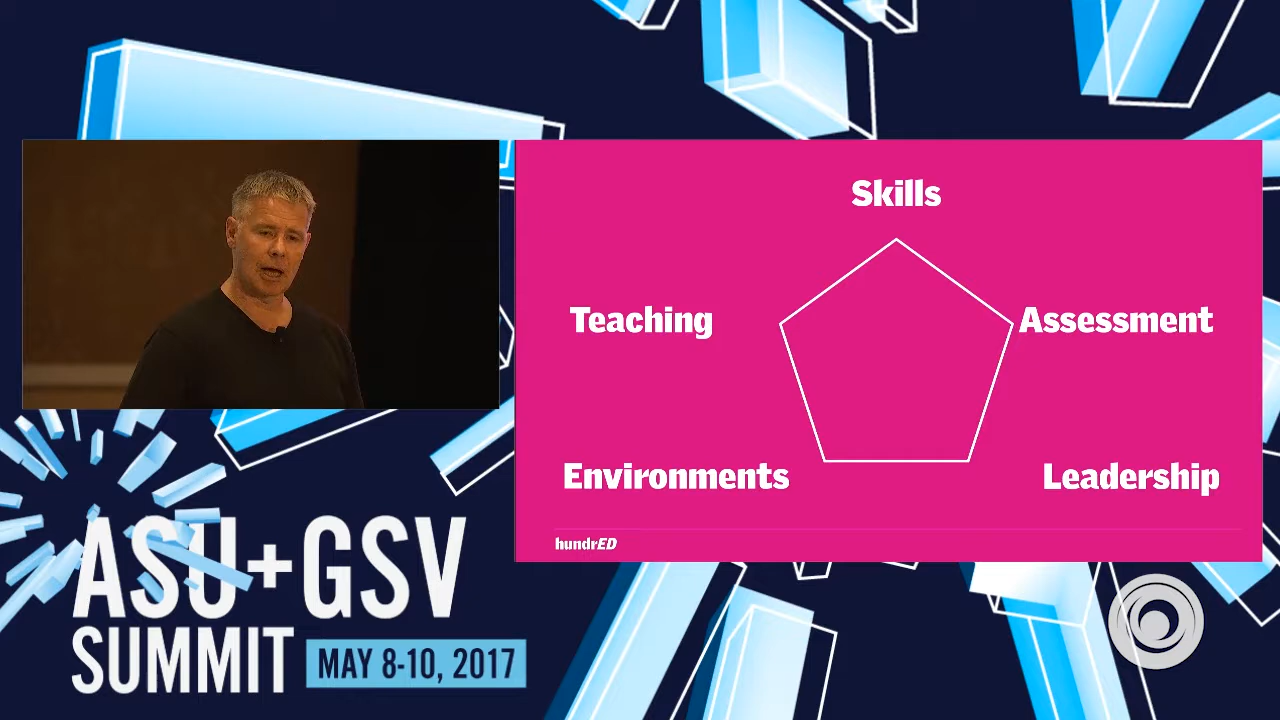 Skills
Teaching
Assessment
Environments
Leadership
hundrED
ASU+GSV
SUMMIT
MAY 8-10, 2017